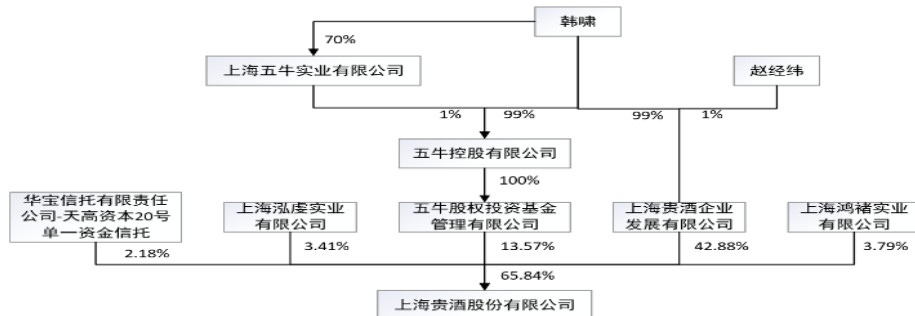 韩啸
70%
上海五牛实业有限公司
赵经纬
1%
99%
99%
1%
五牛控股有限公司
100%
华宝信托有限责任
公司-天高资本20号
单一资金信托
上海泓虔实业
有限公司
五牛股权投资基金
管理有限公司
上海贵酒企业
发展有限公司
上海鸿褚实业
有限公司
2.18%
3.41%
13.57%
42.88%
3.79%
65.84%
上海贵酒股份有限公司